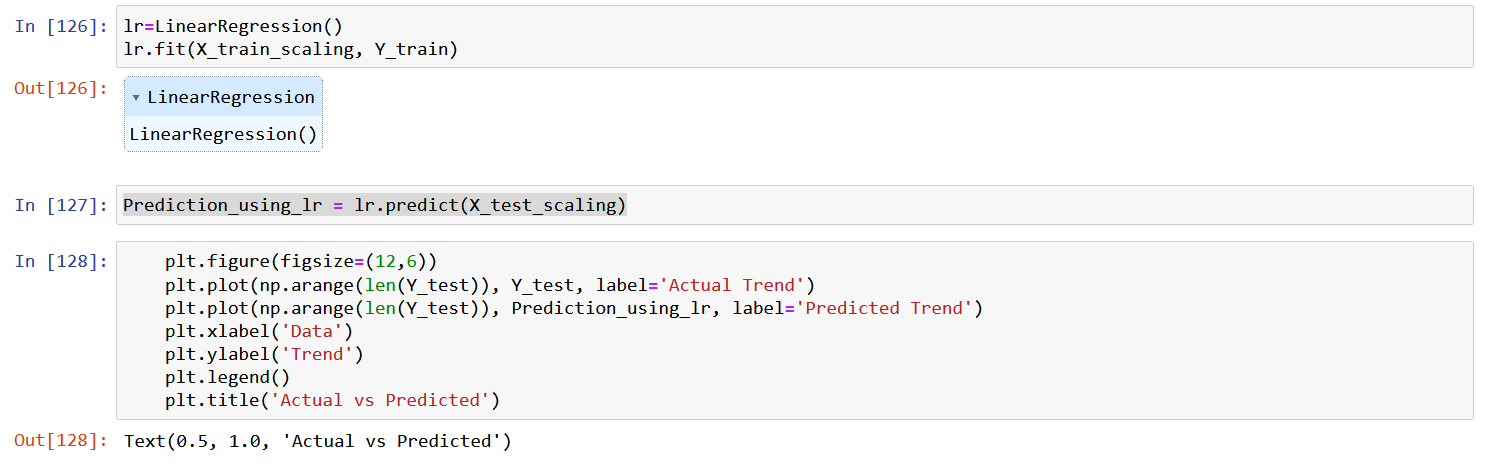 In [126]: lr=LinearRegression()
lr.fit(X_train_scaling, Y_train)
Out[126]:
▾ LinearRegression
LinearRegression()
In [127]: Prediction_using_lr = lr.predict(X_test_scaling)
In [128]:     plt.figure(figsize=(12,6))
    plt.plot(np.arange(len(Y_test)), Y_test, label='Actual Trend')
    plt.plot(np.arange(len(Y_test)), Prediction_using_lr, label='Predicted Trend')
    plt.xlabel('Data')
    plt.ylabel('Trend')
    plt.legend()
    plt.title('Actual vs Predicted')
Out[128]: Text(0.5, 1.0, 'Actual vs Predicted')